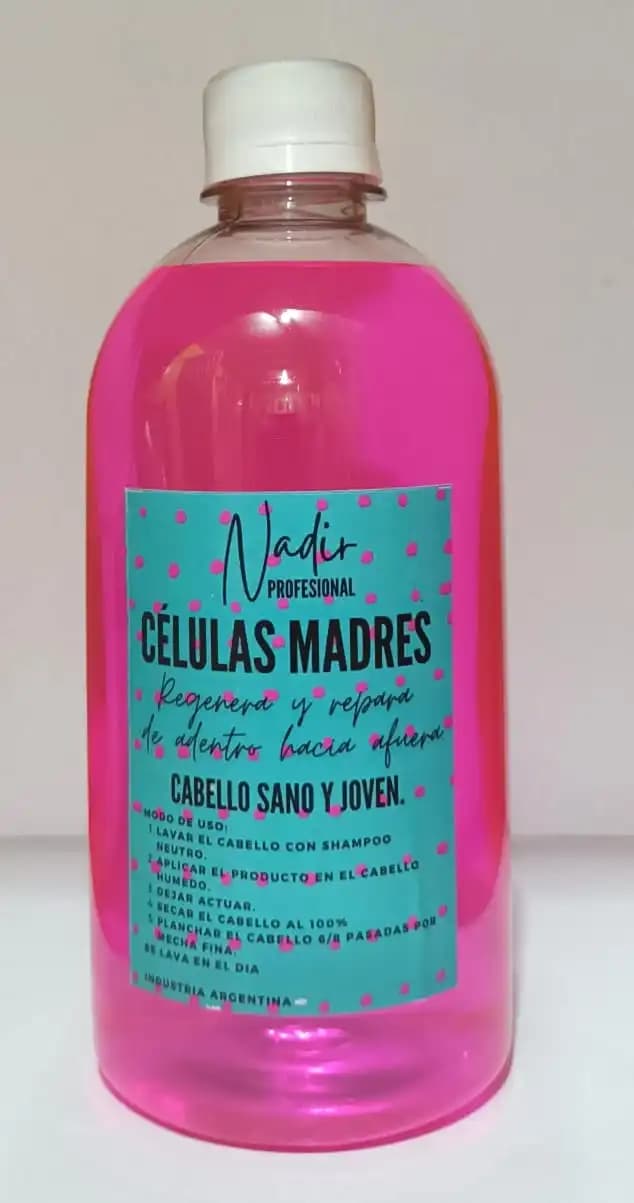 Nadir
PROFESIONAL
CÉLULAS MADRES
Regenera y repara
de adentro hacia afuera
CABELLO SANO Y JOVEN.
MODO DE USO:
1 LAVAR EL CABELLO CON SHAMPOO
NEUTRO.
2 APLICAR EL PRODUCTO EN EL CABELLO
HUMEDO.
3 DEJAR ACTUAR.
4 SECAR EL CABELLO AL 100%
5 PLANCHAR EL CABELLO 6/8 PASADAS POR
MECHA FINA.
SE LAVA EN EL DIA
INDUSTRIA ARGENTINA